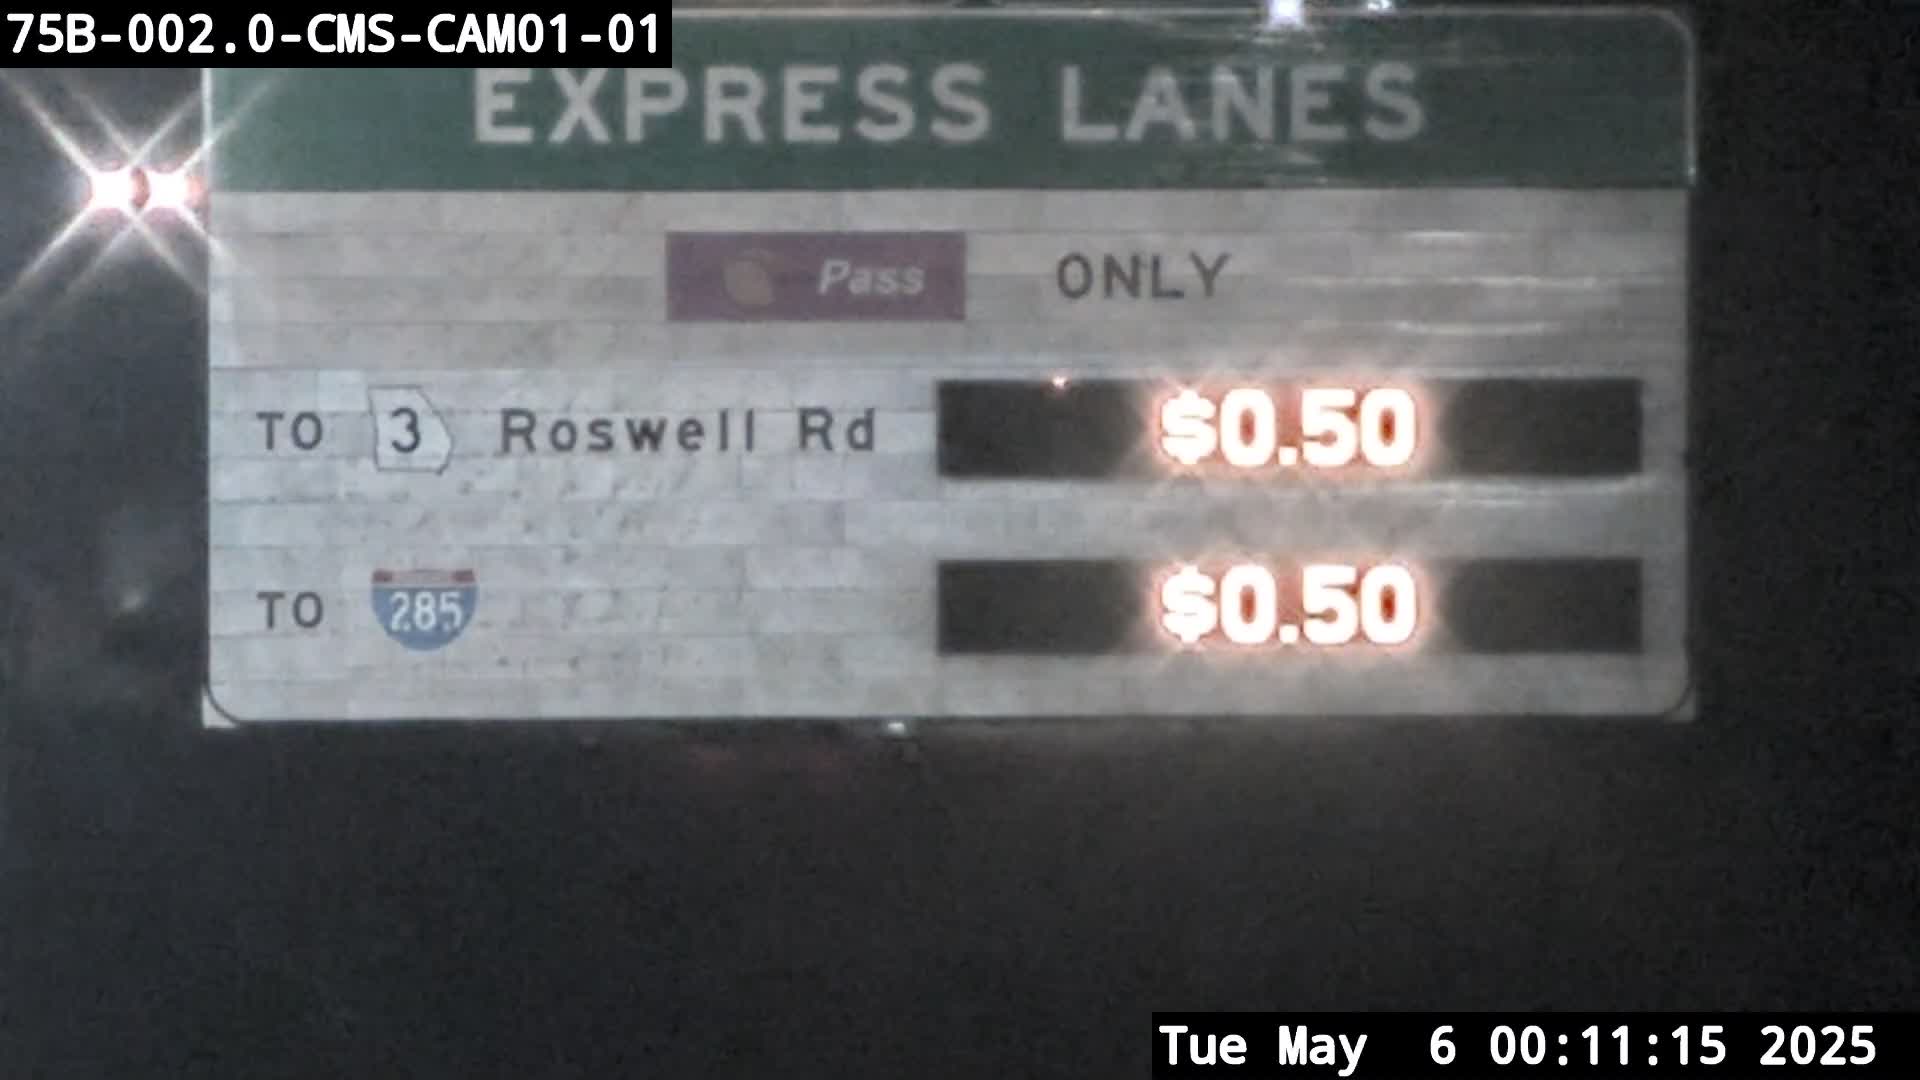 75B-002.0-CMS-CAM01-01
EXPRESS LANES
Pass ONLY
TO 3 Roswell Rd $0.50
TO 285 $0.50
Tue May 6 00:11:15 2025